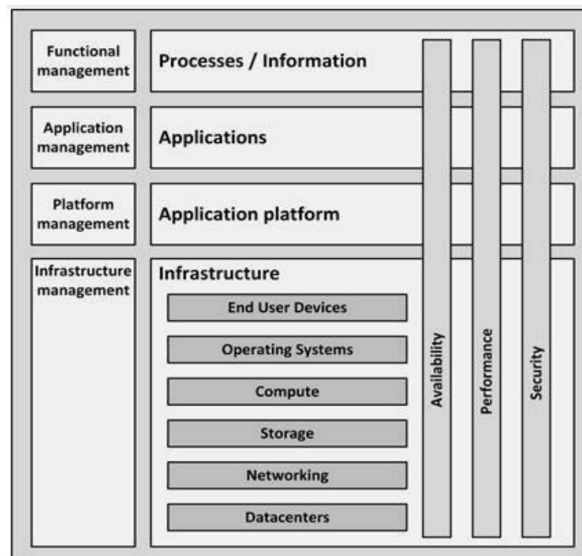 Functional
management
Processes / Information
Application
management
Applications
Platform
management
Application platform
Infrastructure
management
Infrastructure
End User Devices
Operating Systems
Compute
Storage
Networking
Datacenters
Availability
Performance
Security